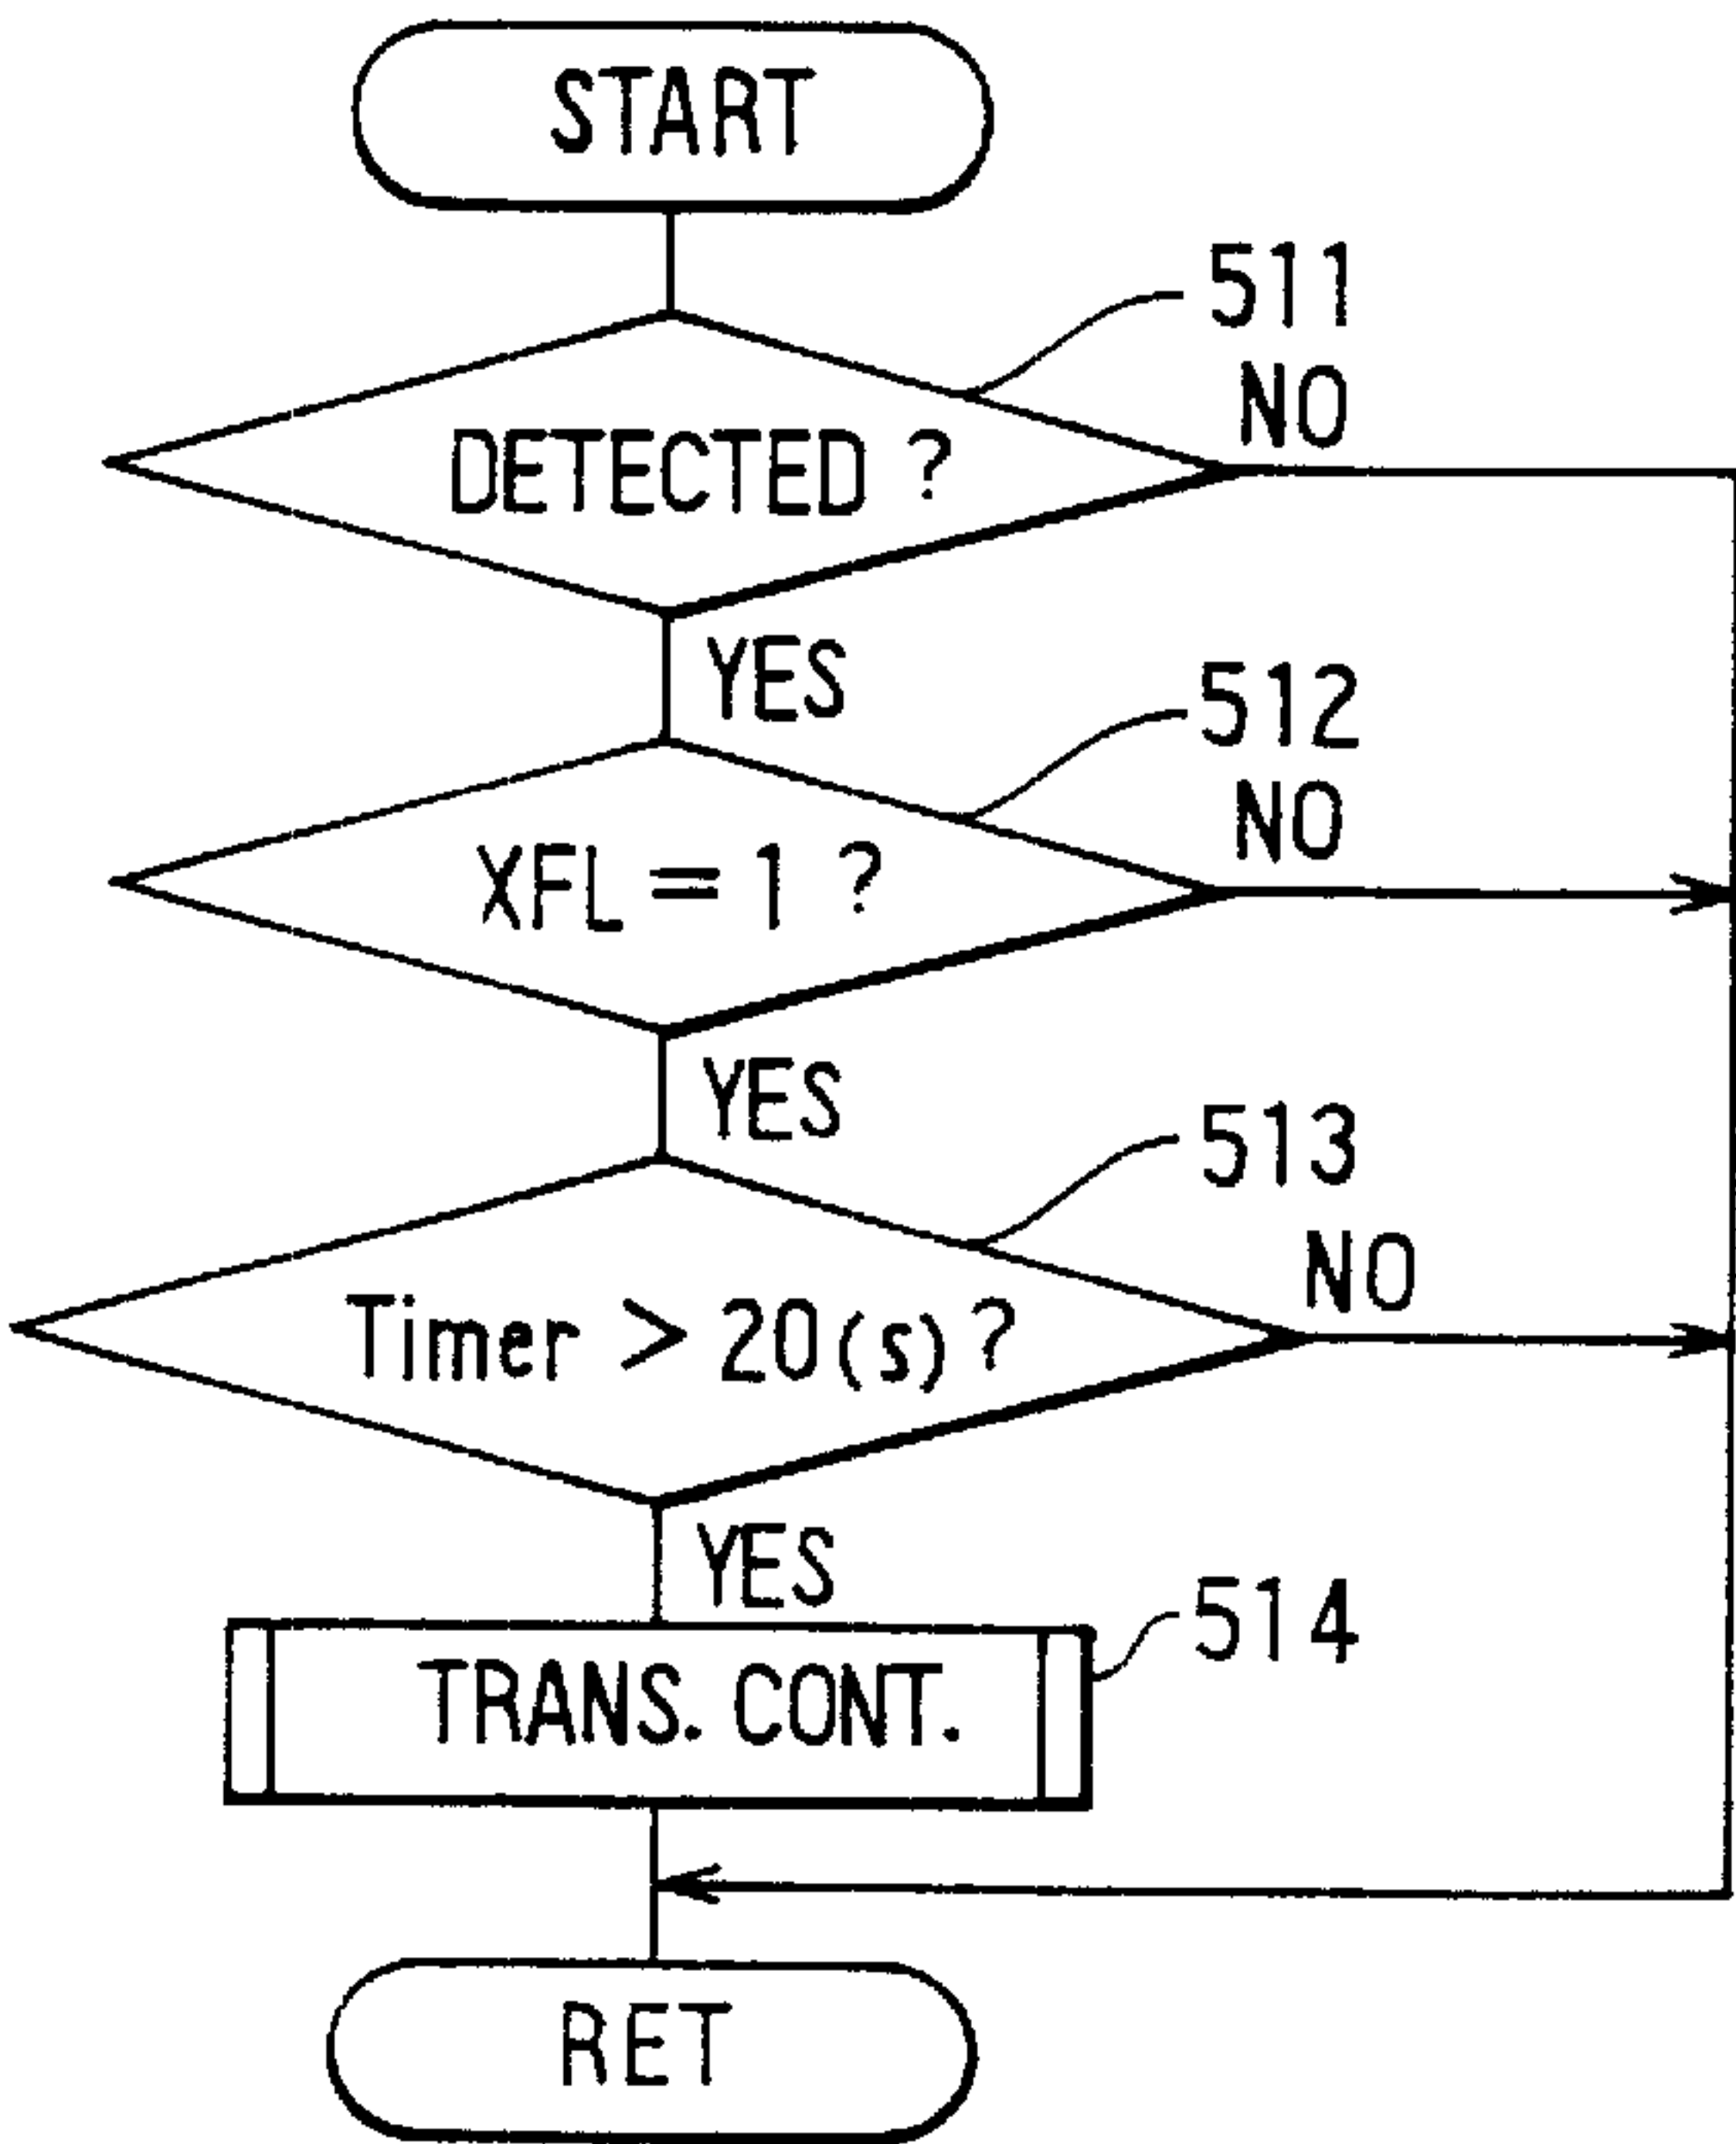 START
511
NO
DETECTED ?
YES
512
NO
XFL = 1 ?
YES
513
NO
Timer > 20(s)?
YES
514
TRANS. CONT.
RET